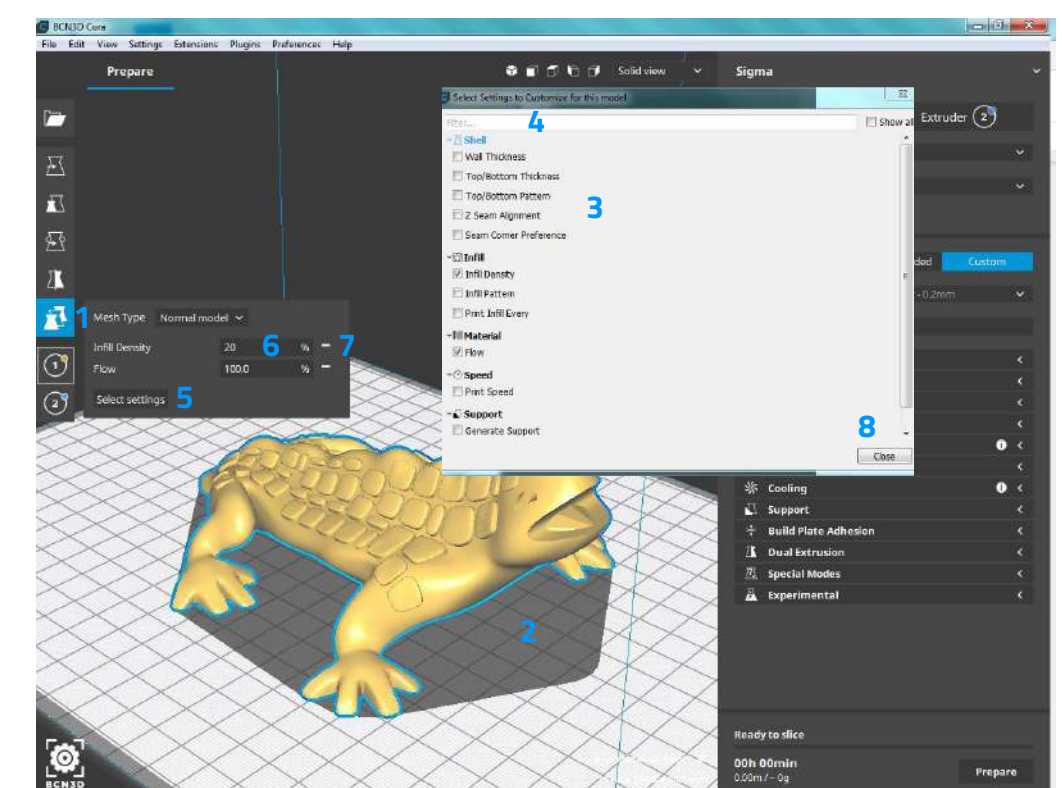 BCN3D Cura
File Edit View Settings Extensions Plugins Preferences Help
Prepare
Solid view
Sigma
Select Settings to Customize for this model
Filter...
4
Show all
Extruder 2
Shell
Wall Thickness
Top/Bottom Thickness
Top/Bottom Pattern
3
Z Seam Alignment
Seam Corner Preference
Infill
Infill Density
Infill Pattern
Print Infill Every
Material
Flow
Speed
Print Speed
Support
Generate Support
8
Close
Custom
- 0.2mm
1
Mesh Type Normal model
Infill Density 20 6 % 7
Flow 100.0 %
Select settings 5
1
2
2
Cooling
Support
Build Plate Adhesion
Dual Extrusion
Special Modes
Experimental
Ready to slice
00h 00min
0.00m / ~ 0g
Prepare
BCN3D